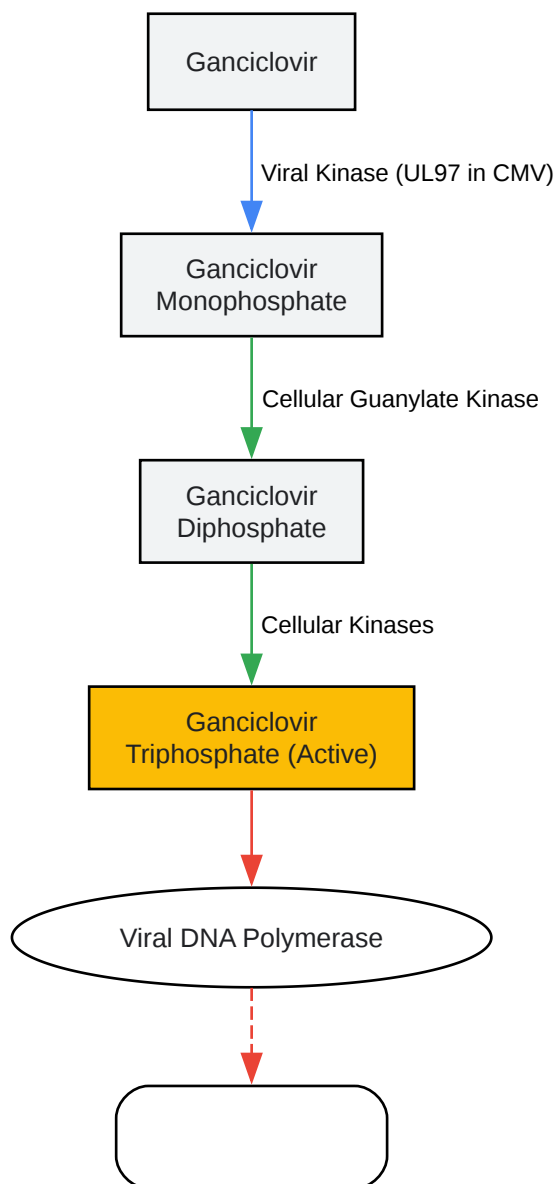 Ganciclovir
Viral Kinase (UL97 in CMV)
Ganciclovir
Monophosphate
Cellular Guanylate Kinase
Ganciclovir
Diphosphate
Cellular Kinases
Ganciclovir
Triphosphate (Active)
Viral DNA Polymerase